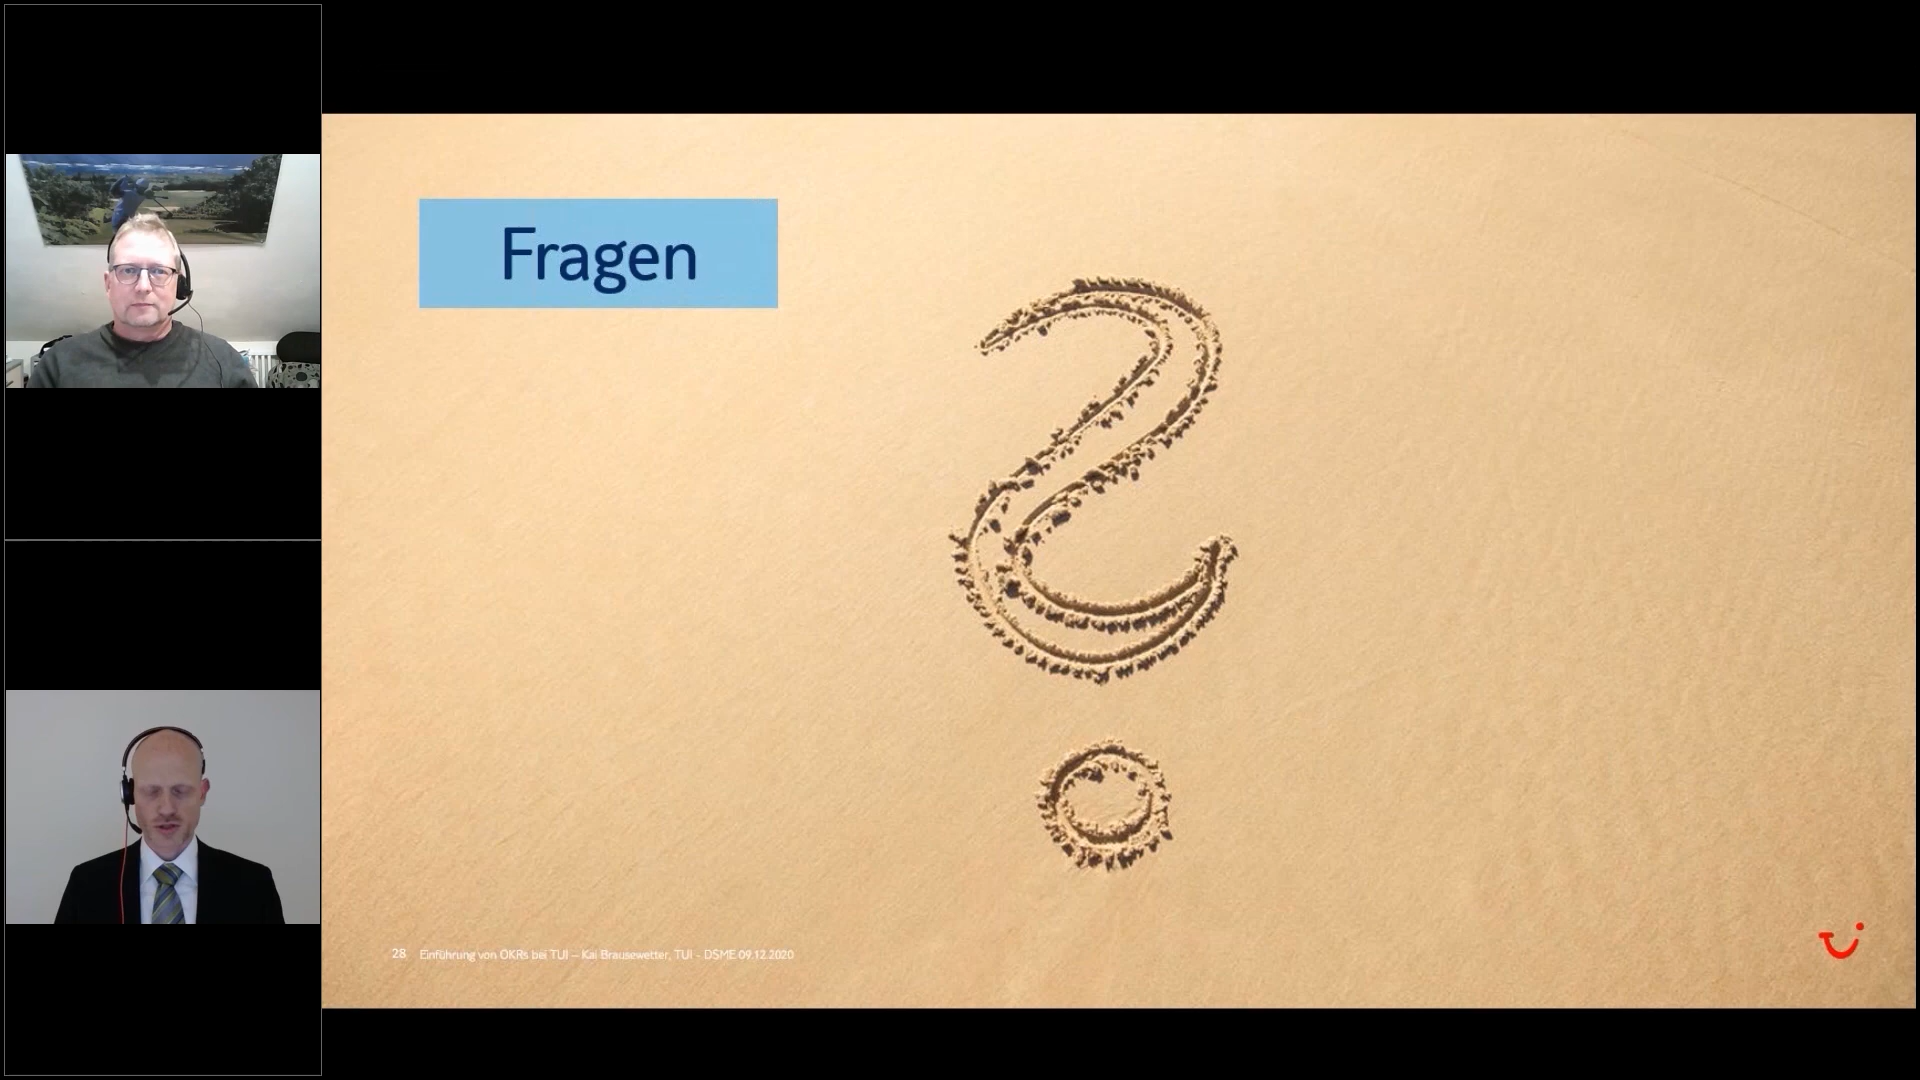 Fragen
28 Einführung von OKRs bei TUI – Kai Brausewetter, TUI - DSME 09.12.2020